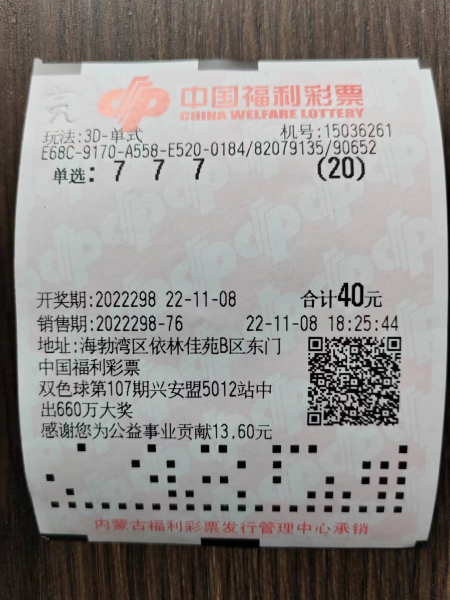 中国福利彩票
CHINA WELFARE LOTTERY
玩法:3D-单式 机号:15036261
E68C-9170-A558-E520-0184/82079135/90652
单选: 7 7 7 (20)
开奖期:2022298 22-11-08 合计40元
销售期:2022298-76 22-11-08 18:25:44
地址:海勃湾区依林佳苑B区东门
中国福利彩票
双色球第107期兴安盟5012站中
出660万大奖
感谢您为公益事业贡献13.60元
内蒙古福利彩票发行管理中心承销